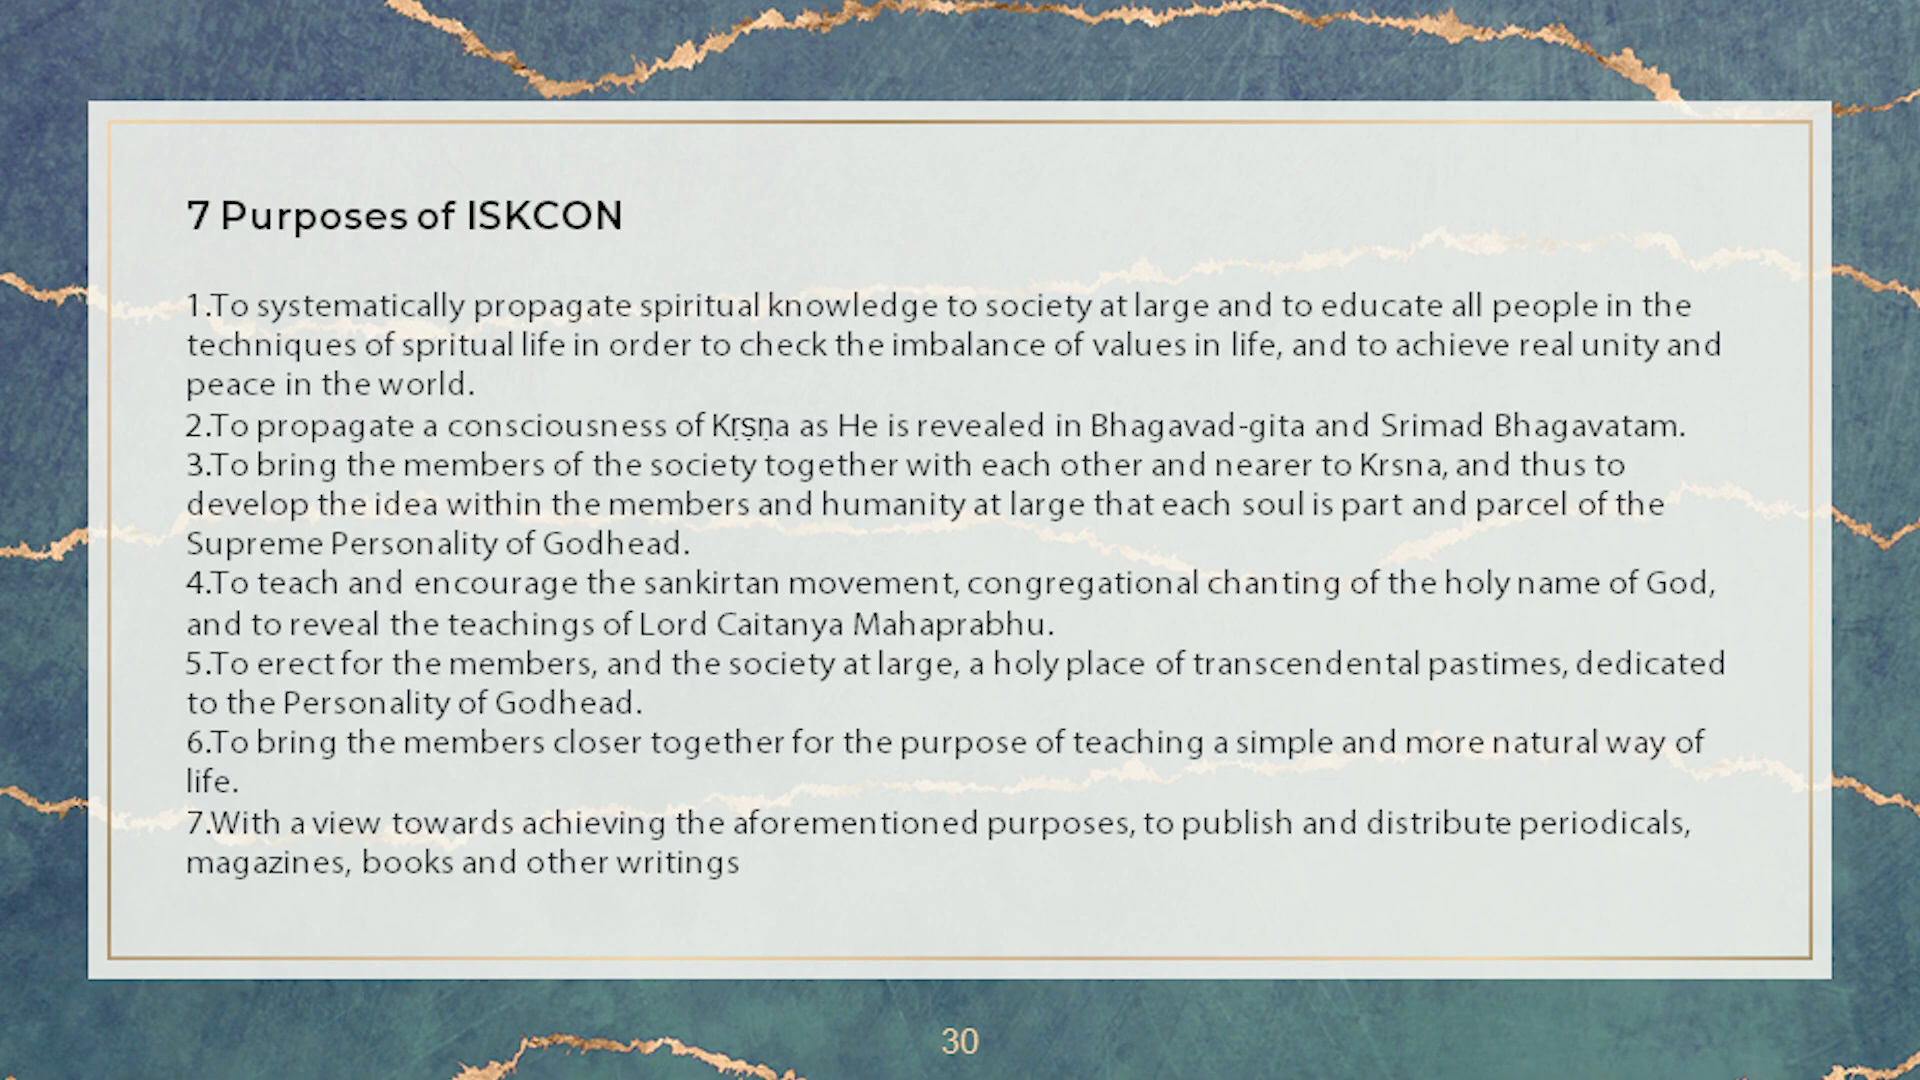 7 Purposes of ISKCON
1.To systematically propagate spiritual knowledge to society at large and to educate all people in the
techniques of spritual life in order to check the imbalance of values in life, and to achieve real unity and
peace in the world.
2.To propagate a consciousness of Kṛṣṇa as He is revealed in Bhagavad-gita and Srimad Bhagavatam.
3.To bring the members of the society together with each other and nearer to Krsna, and thus to
develop the idea within the members and humanity at large that each soul is part and parcel of the
Supreme Personality of Godhead.
4.To teach and encourage the sankirtan movement, congregational chanting of the holy name of God,
and to reveal the teachings of Lord Caitanya Mahaprabhu.
5.To erect for the members, and the society at large, a holy place of transcendental pastimes, dedicated
to the Personality of Godhead.
6.To bring the members closer together for the purpose of teaching a simple and more natural way of
life.
7.With a view towards achieving the aforementioned purposes, to publish and distribute periodicals,
magazines, books and other writings
30